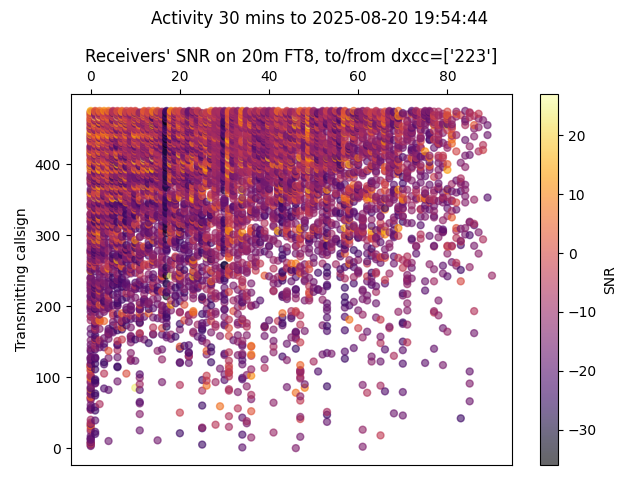 Activity 30 mins to 2025-08-20 19:54:44
Receivers' SNR on 20m FT8, to/from dxcc=['223']
0 20 40 60 80
400
300
200
100
0
Transmitting callsign
20
10
0
−10
−20
−30
SNR